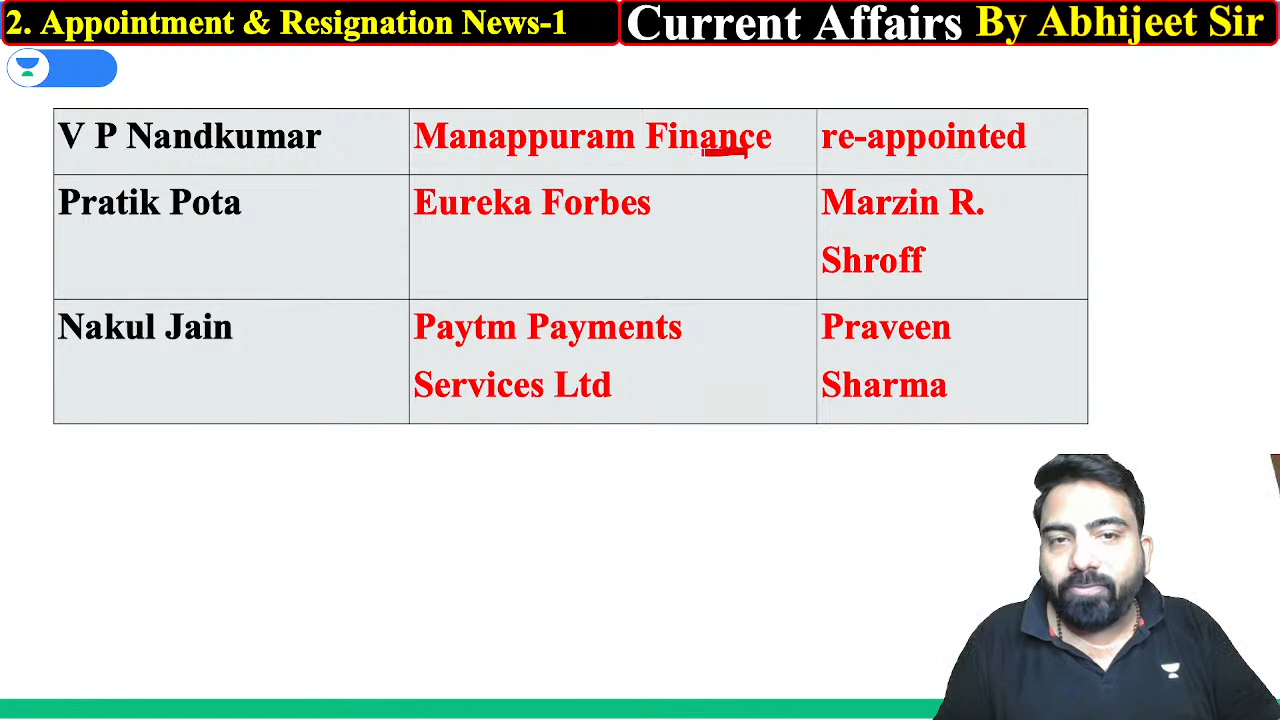 2. Appointment & Resignation News-1
Current Affairs By Abhijeet Sir
V P Nandkumar Manappuram Finance re-appointed
Pratik Pota Eureka Forbes Marzin R.
Shroff
Nakul Jain Paytm Payments Praveen
Services Ltd Sharma